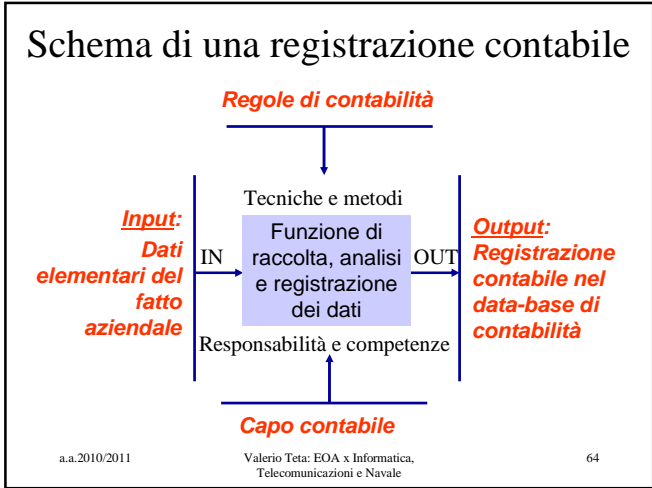 Schema di una registrazione contabile
Regole di contabilità
Tecniche e metodi
Input:
Dati
elementari del
fatto
aziendale
IN
Funzione di
raccolta, analisi
e registrazione
dei dati
OUT
Output:
Registrazione
contabile nel
data-base di
contabilità
Responsabilità e competenze
Capo contabile
a.a.2010/2011
Valerio Teta: EOA x Informatica,
Telecomunicazioni e Navale
64